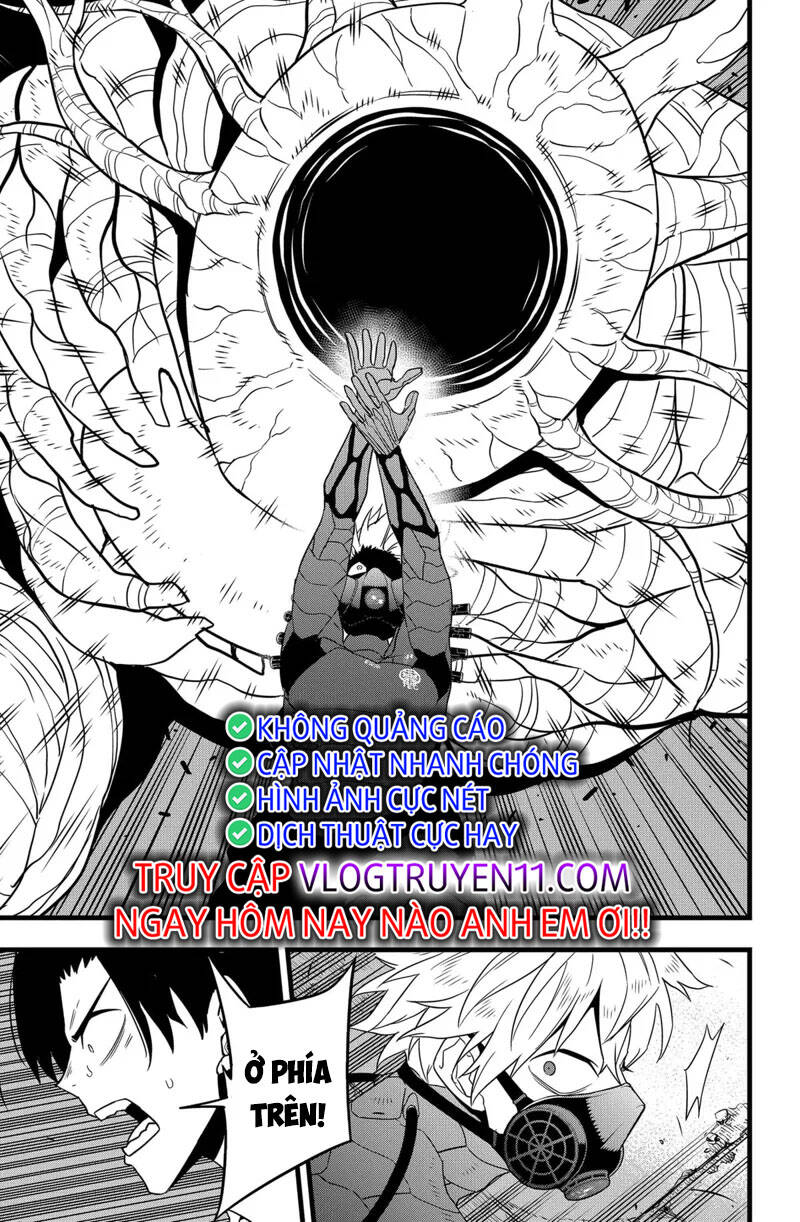 KHÔNG QUẢNG CÁO
CẬP NHẬT NHANH CHÓNG
HÌNH ẢNH CỰC NÉT
DỊCH THUẬT CỰC HAY
TRUY CẬP VLOGTRUYEN11.COM
NGAY HÔM NAY NÀO ANH EM ƠI!!
Ở PHÍA
TRÊN!